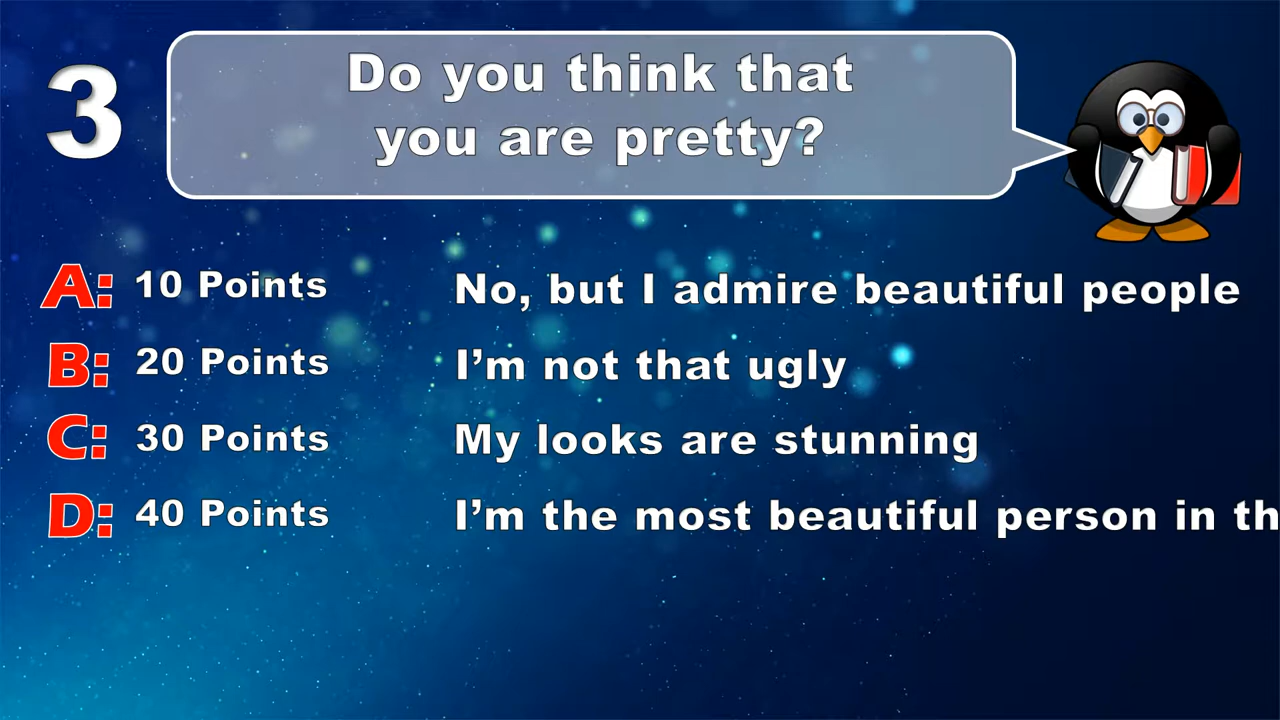 3
Do you think that
you are pretty?
A: 10 Points No, but I admire beautiful people
B: 20 Points I’m not that ugly
C: 30 Points My looks are stunning
D: 40 Points I’m the most beautiful person in th